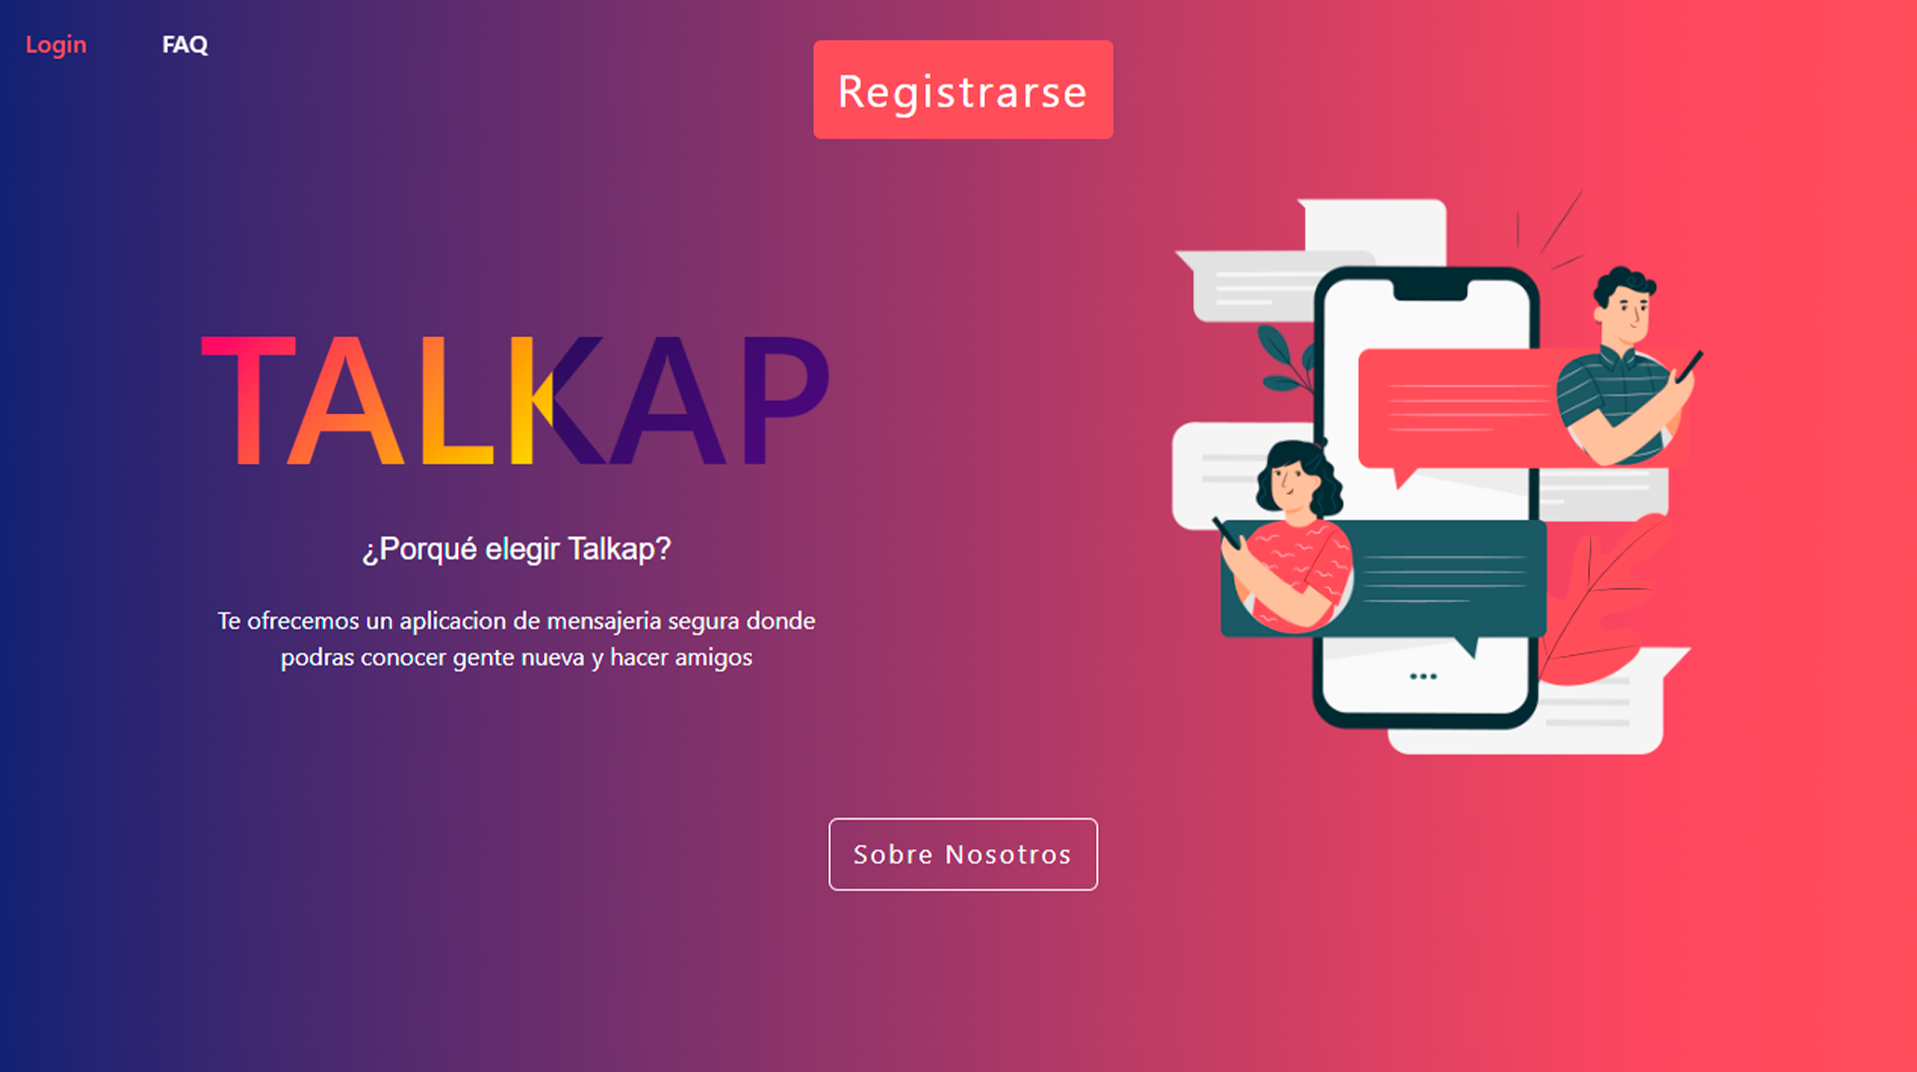 Login
FAQ
Registrarse
TALKAP
¿Porqué elegir Talkap?
Te ofrecemos un aplicacion de mensajeria segura donde
podras conocer gente nueva y hacer amigos
Sobre Nosotros